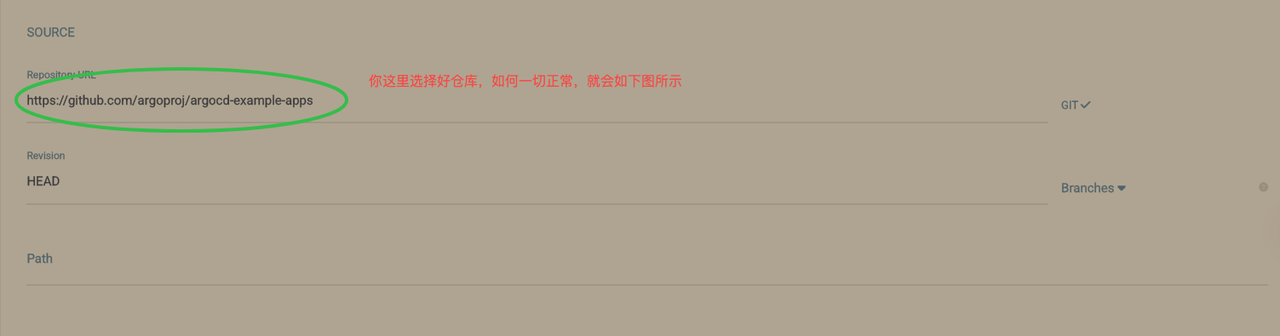 SOURCE
Repository URL
你这里选择好仓库，如何一切正常，就会如下图所示
https://github.com/argoproj/argocd-example-apps
GIT
Revision
HEAD
Branches
Path